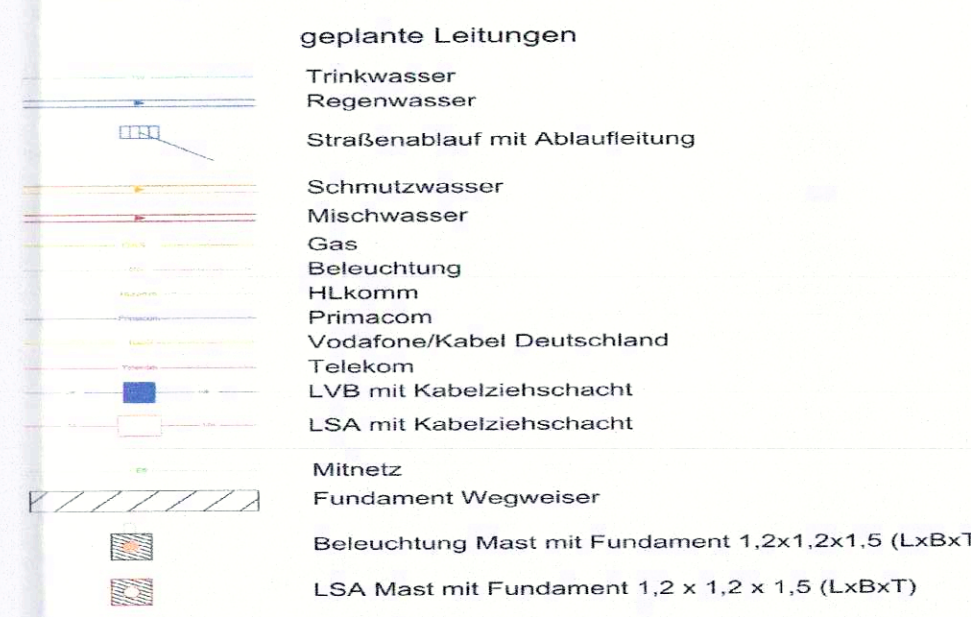 geplante Leitungen
Trinkwasser
Regenwasser
Straßenablauf mit Ablaufleitung
Schmutzwasser
Mischwasser
Gas
Beleuchtung
HLkomm
Primacom
Vodafone/Kabel Deutschland
Telekom
LVB mit Kabelziehschacht
LSA mit Kabelziehschacht
Mitnetz
Fundament Wegweiser
Beleuchtung Mast mit Fundament 1,2x1,2x1,5 (LxBxT
LSA Mast mit Fundament 1,2 x 1,2 x 1,5 (LxBxT)